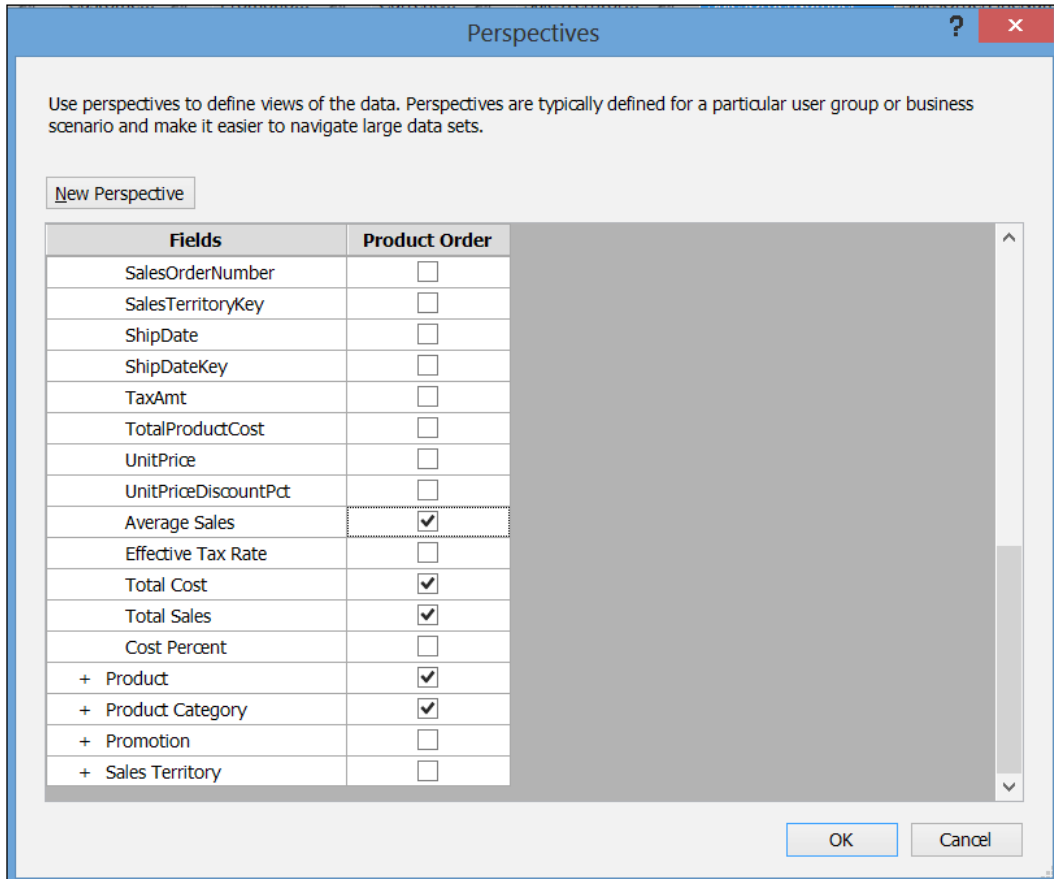 Perspectives
?
Use perspectives to define views of the data. Perspectives are typically defined for a particular user group or business
scenario and make it easier to navigate large data sets.
New Perspective
Fields Product Order
SalesOrderNumber
SalesTerritoryKey
ShipDate
ShipDateKey
TaxAmt
TotalProductCost
UnitPrice
UnitPriceDiscountPct
Average Sales
Effective Tax Rate
Total Cost
Total Sales
Cost Percent
+ Product
+ Product Category
+ Promotion
+ Sales Territory
OK Cancel